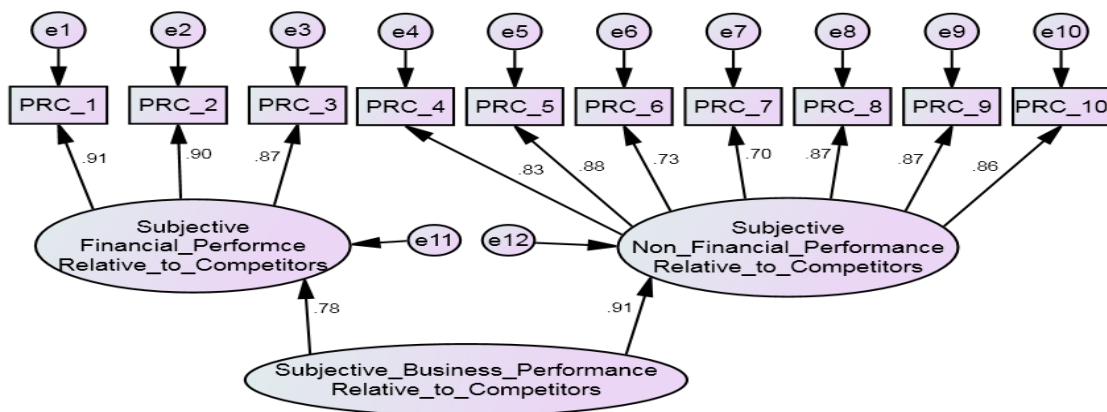 e1 e2 e3 e4 e5 e6 e7 e8 e9 e10
PRC_1 PRC_2 PRC_3 PRC_4 PRC_5 PRC_6 PRC_7 PRC_8 PRC_9 PRC_10
.91 .90 .87 .83 .88 .73 .70 .87 .87 .86
Subjective
Financial_Performce
Relative_to_Competitors
e11
e12
Subjective
Non_Financial_Performance
Relative_to_Competitors
.78 .91
Subjective_Business_Performance
Relative_to_Competitors